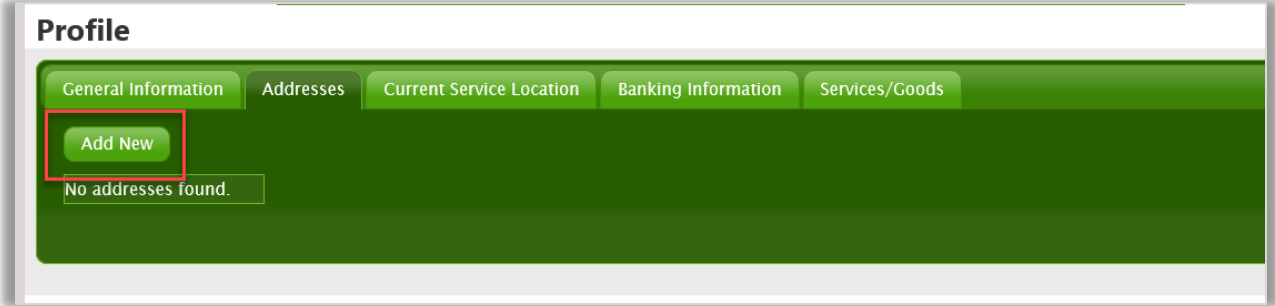 Profile
General Information Addresses Current Service Location Banking Information Services/Goods
Add New
No addresses found.